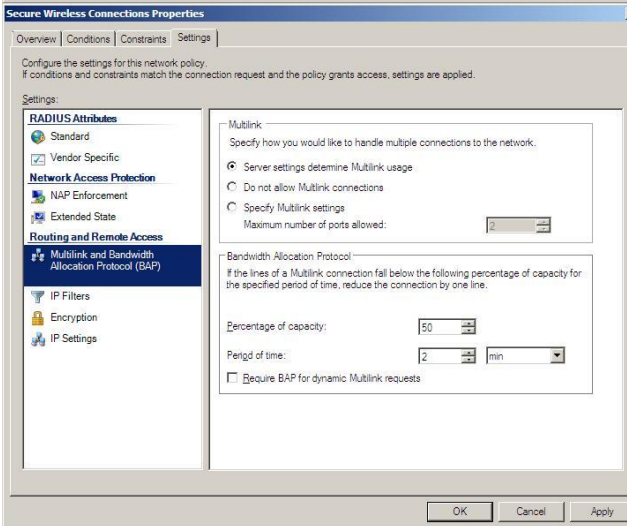 Secure Wireless Connections Properties
Overview Conditions Constraints Settings
Configure the settings for this network policy.
If conditions and constraints match the connection request and the policy grants access, settings are applied.
Settings:
RADIUS Attributes
Standard
Vendor Specific
Network Access Protection
NAP Enforcement
Extended State
Routing and Remote Access
Multilink and Bandwidth
Allocation Protocol (BAP)
IP Filters
Encryption
IP Settings
Multilink
Specify how you would like to handle multiple connections to the network.
Server settings determine Multilink usage
Do not allow Multilink connections
Specify Multilink settings
Maximum number of ports allowed: 2
Bandwidth Allocation Protocol
If the lines of a Multilink connection fall below the following percentage of capacity for
the specified period of time, reduce the connection by one line.
Percentage of capacity: 50
Period of time: 2 min
Require BAP for dynamic Multilink requests
OK Cancel Apply